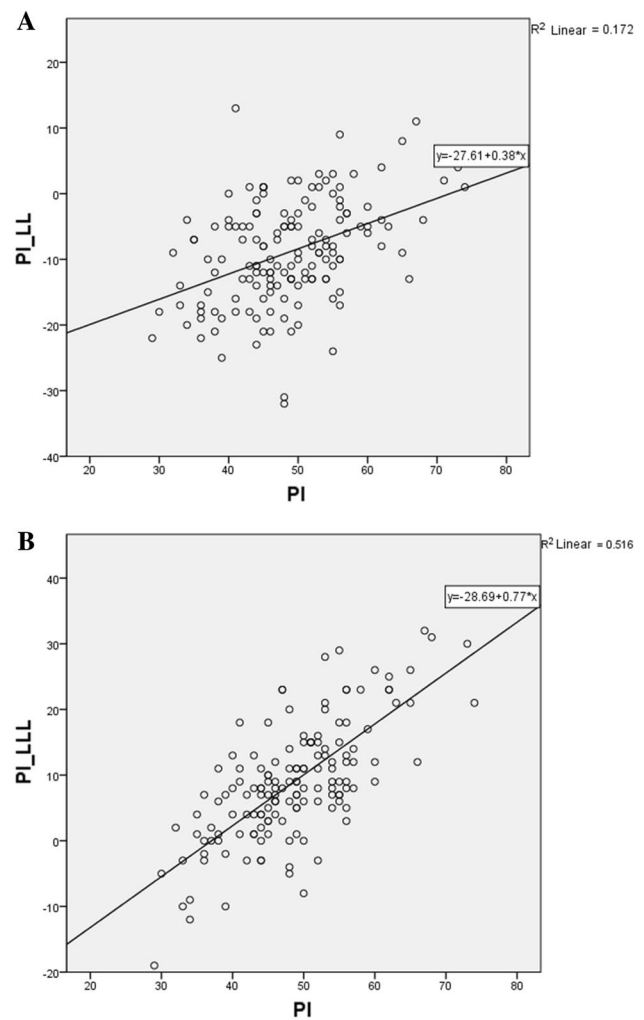 A
R² Linear = 0.172
20
10
0
-10
-20
-30
-40
PI_LL
y=-27.61+0.38*x
20 30 40 50 60 70 80
PI
B
R² Linear = 0.516
40
30
20
10
0
-10
-20
PI_LLL
y=-28.69+0.77*x
20 30 40 50 60 70 80
PI